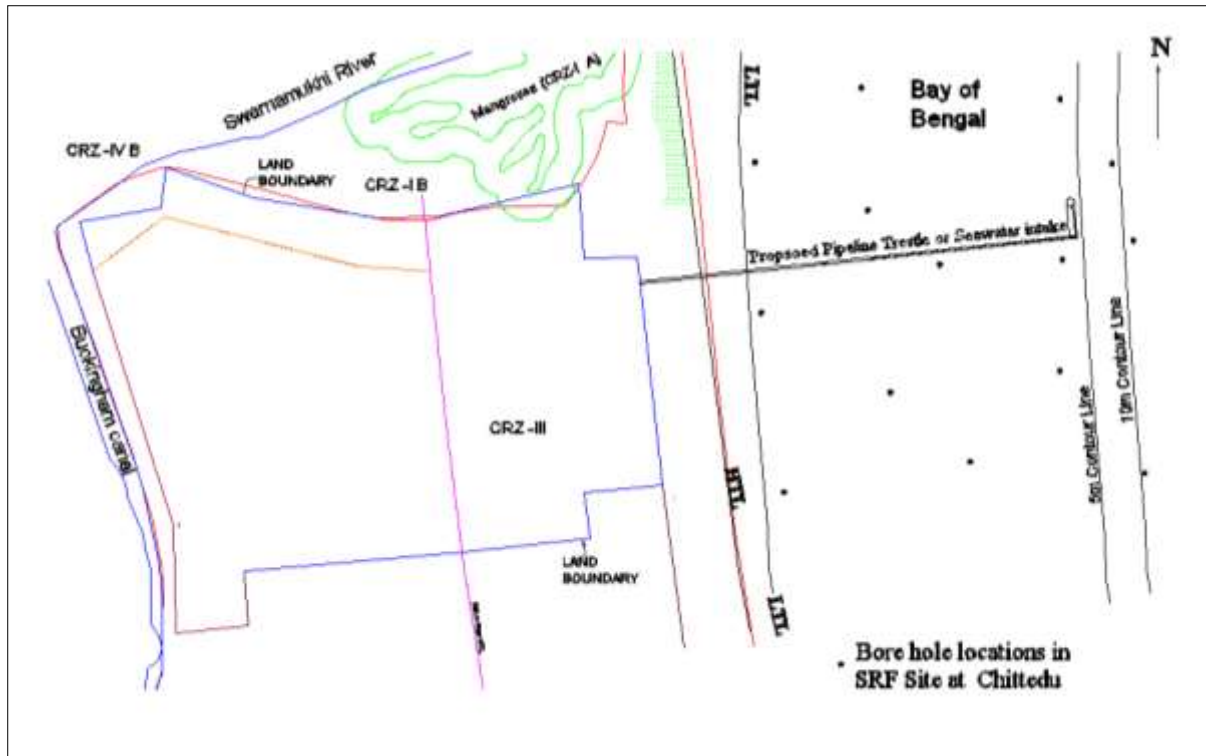 N
Swarnamukhi River
Mangroves (CRZ-I A)
LTL
Bay of
Bengal
CRZ -IV B
LAND
BOUNDARY
CRZ -I B
Propsoed Pipeline Trestle or Seawater intake
Buckingham canal
CRZ -III
5m Contour Line
10m Contour Line
HTL
LAND
BOUNDARY
LTL
Bore hole locations in
SRF Site at Chittedu